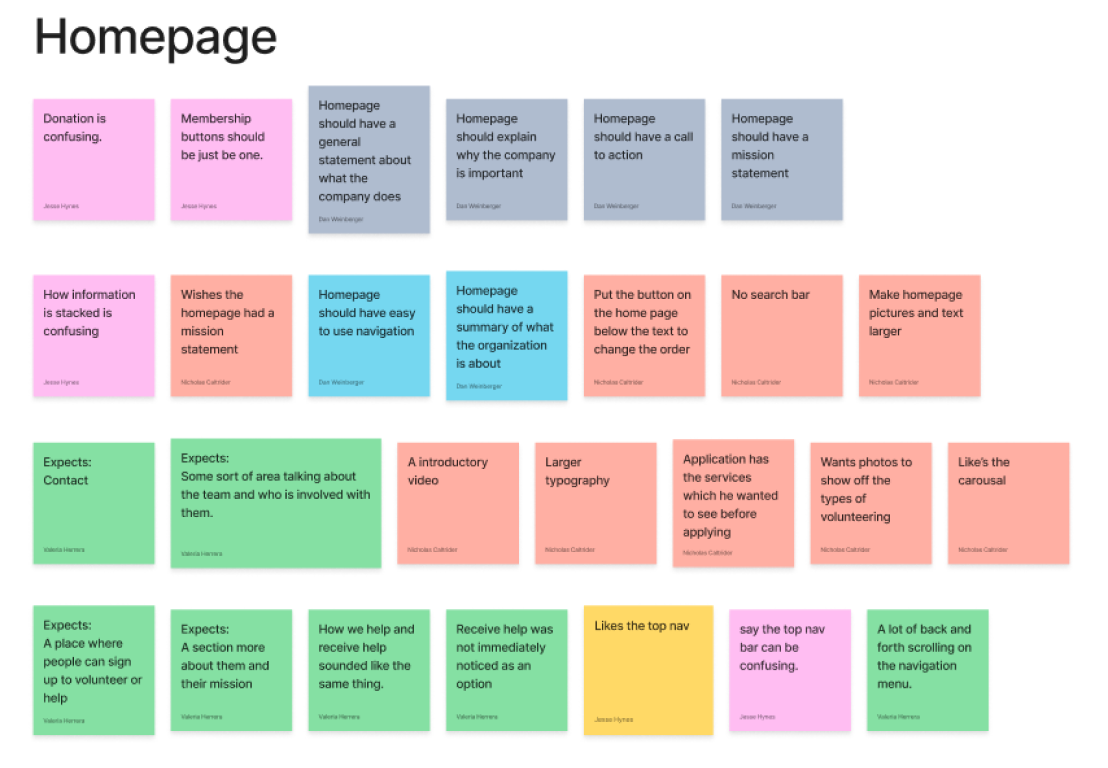 Homepage
Donation is
confusing.
Jesse Hynes
Membership
buttons should
be just be one.
Jesse Hynes
Homepage
should have a
general
statement about
what the
company does
Dan Weinberger
Homepage
should explain
why the company
is important
Dan Weinberger
Homepage
should have a call
to action
Dan Weinberger
Homepage
should have a
mission
statement
Dan Weinberger
How information
is stacked is
confusing
Jesse Hynes
Wishes the
homepage had a
mission
statement
Nicholas Caltrider
Homepage
should have easy
to use navigation
Dan Weinberger
Homepage
should have a
summary of what
the organization
is about
Dan Weinberger
Put the button on
the home page
below the text to
change the order
Nicholas Caltrider
No search bar
Nicholas Caltrider
Make homepage
pictures and text
larger
Nicholas Caltrider
Expects:
Contact
Valeria Herrera
Expects:
Some sort of area talking about
the team and who is involved with
them.
Valeria Herrera
A introductory
video
Nicholas Caltrider
Larger
typography
Nicholas Caltrider
Application has
the services
which he wanted
to see before
applying
Nicholas Caltrider
Wants photos to
show off the
types of
volunteering
Nicholas Caltrider
Like's the
carousal
Nicholas Caltrider
Expects:
A place where
people can sign
up to volunteer or
help
Valeria Herrera
Expects:
A section more
about them and
their mission
Valeria Herrera
How we help and
receive help
sounded like the
same thing.
Valeria Herrera
Receive help was
not immediately
noticed as an
option
Valeria Herrera
Likes the top nav
Jesse Hynes
say the top nav
bar can be
confusing.
Jesse Hynes
A lot of back and
forth scrolling on
the navigation
menu.
Valeria Herrera